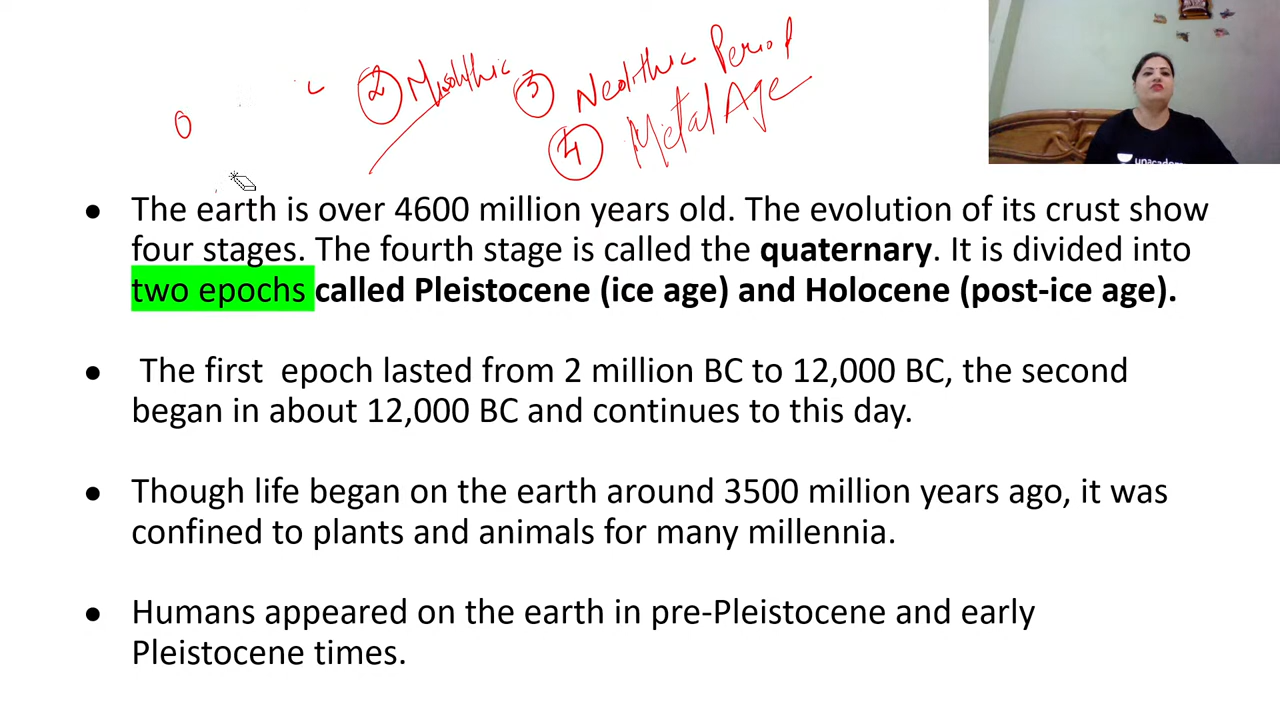 ② Mesolithic ③ Neolithic Period
④ Metal Age
unacadem
● The earth is over 4600 million years old. The evolution of its crust show
four stages. The fourth stage is called the quaternary. It is divided into
two epochs called Pleistocene (ice age) and Holocene (post-ice age).
● The first epoch lasted from 2 million BC to 12,000 BC, the second
began in about 12,000 BC and continues to this day.
● Though life began on the earth around 3500 million years ago, it was
confined to plants and animals for many millennia.
● Humans appeared on the earth in pre-Pleistocene and early
Pleistocene times.